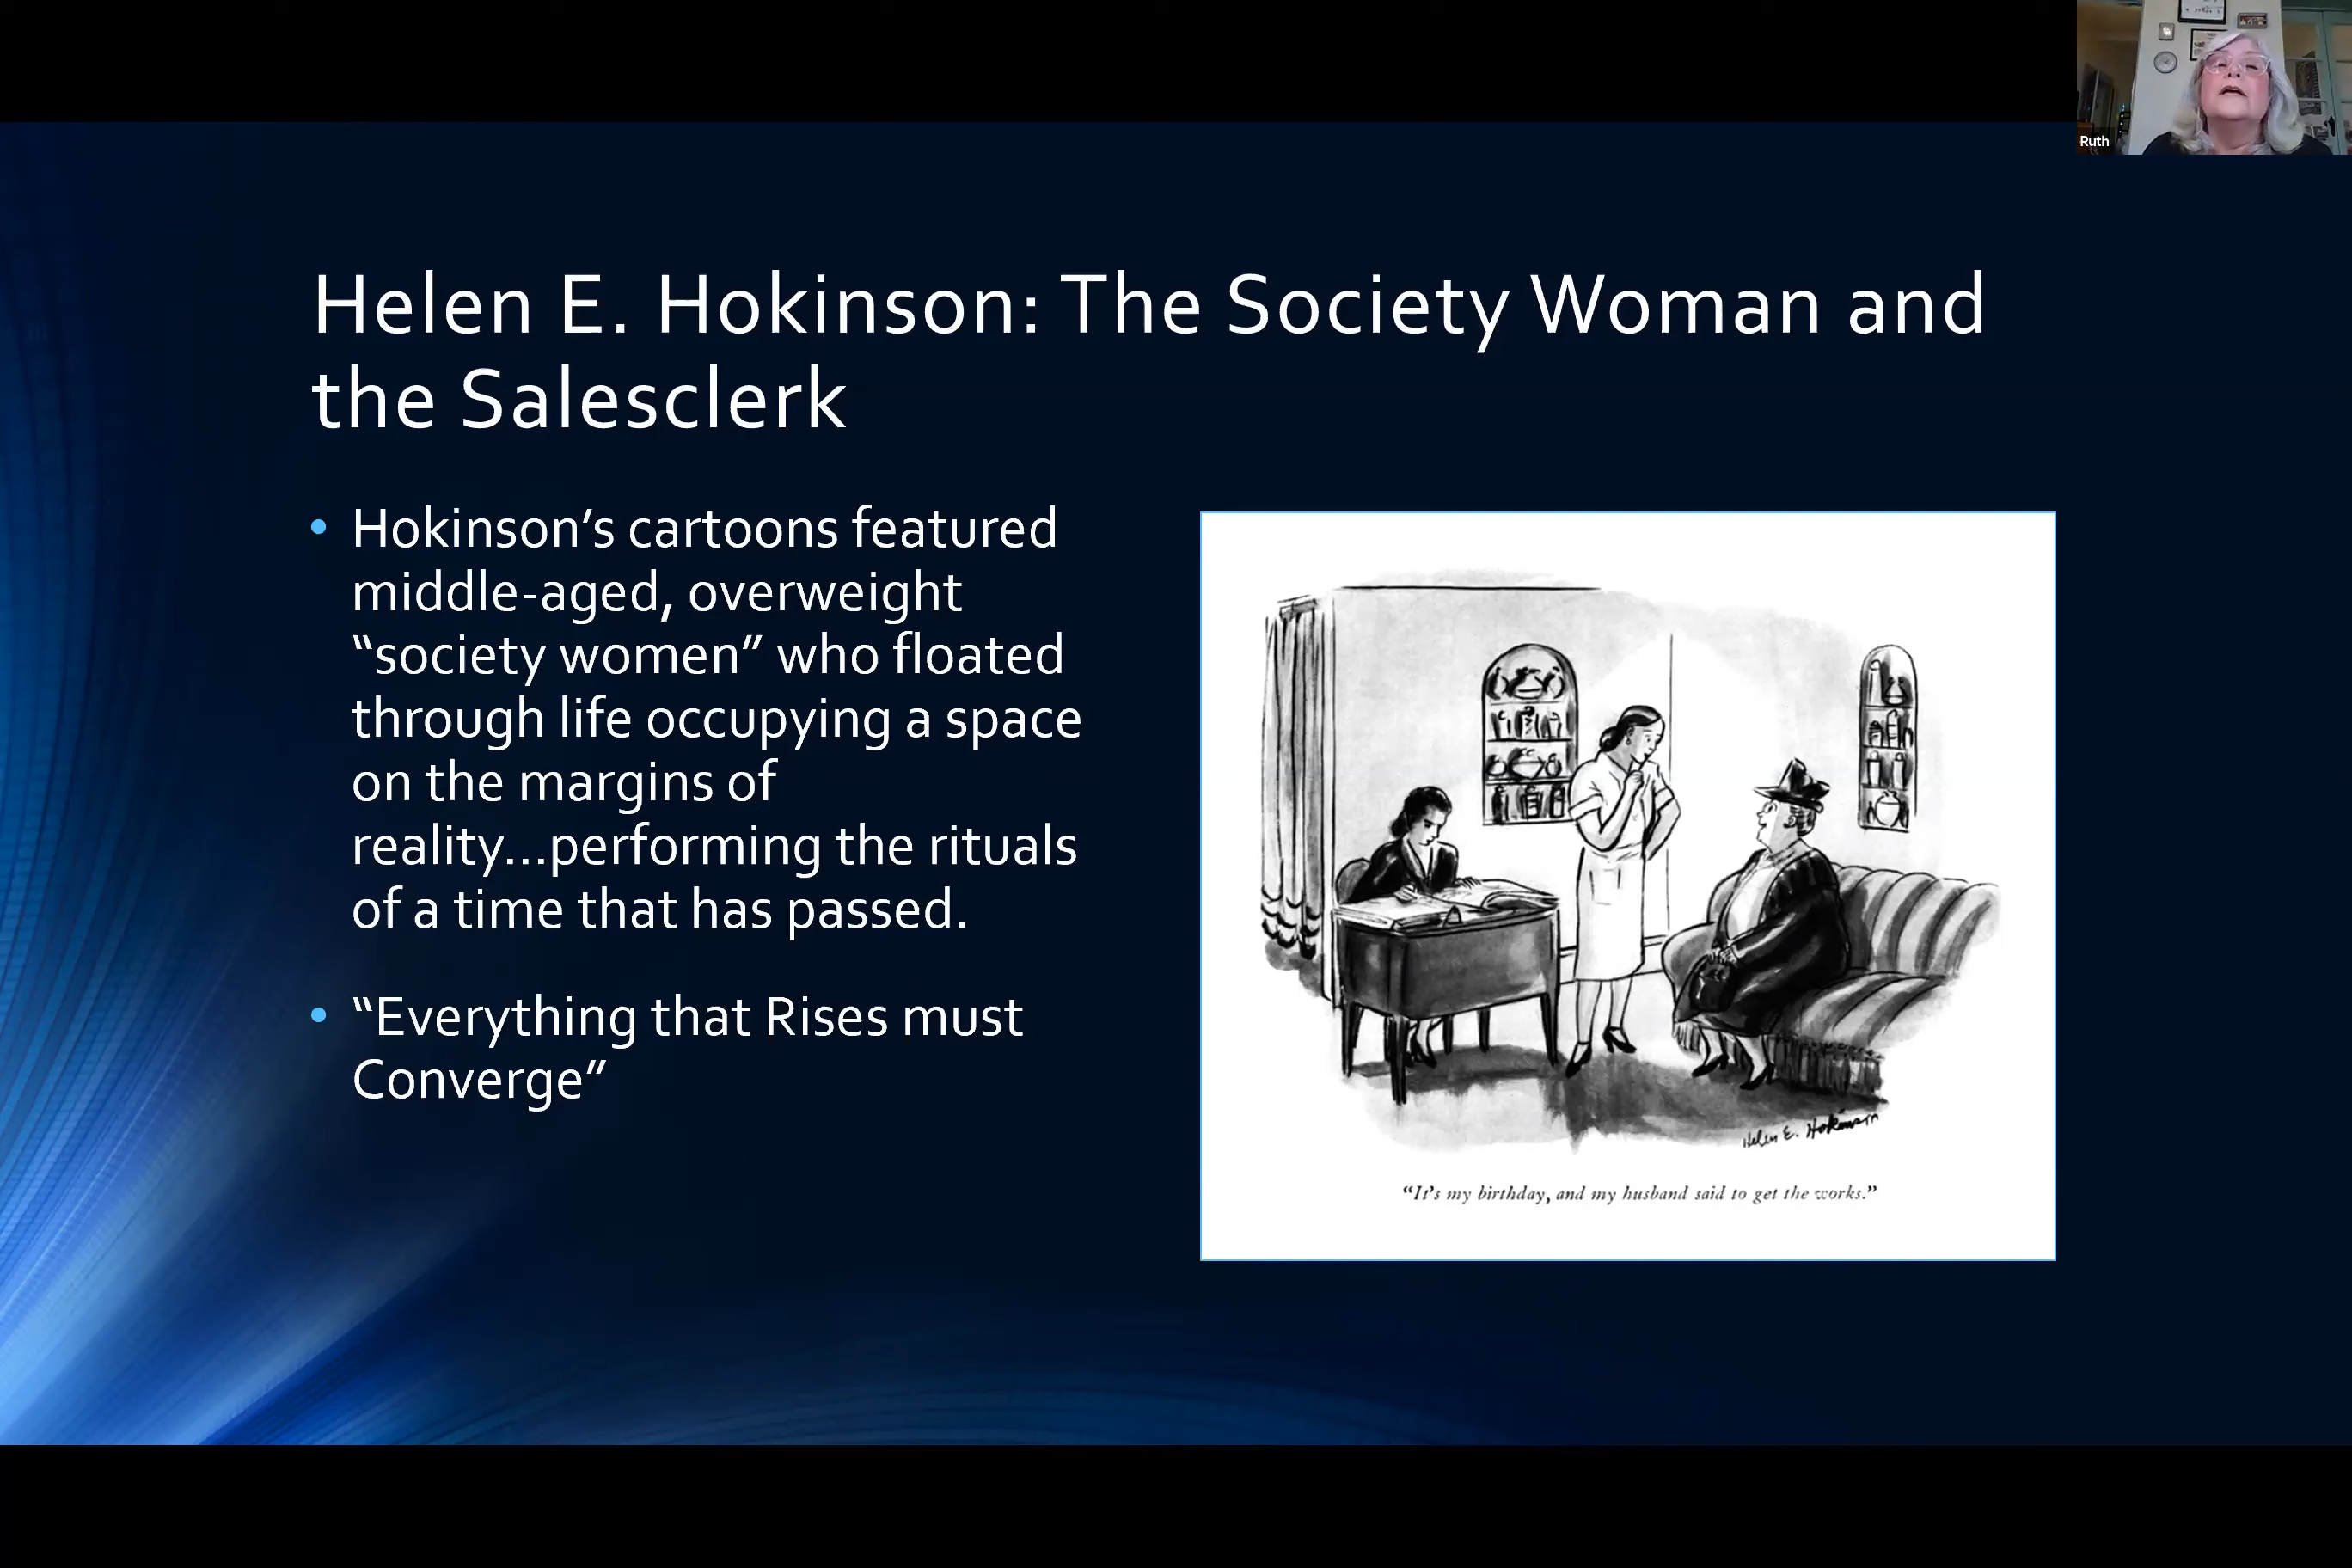 Ruth
Helen E. Hokinson: The Society Woman and
the Salesclerk
• Hokinson’s cartoons featured
middle-aged, overweight
“society women” who floated
through life occupying a space
on the margins of
reality...performing the rituals
of a time that has passed.
• “Everything that Rises must
Converge”
Helen E. Hokinson
“It’s my birthday, and my husband said to get the works.”